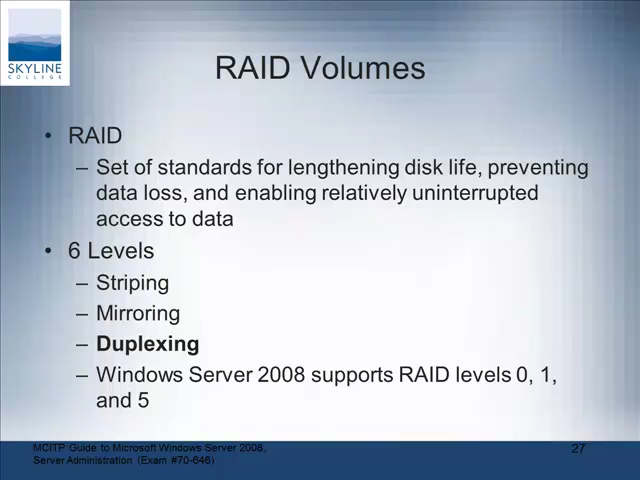 SKYLINE
COLLEGE
RAID Volumes
• RAID
– Set of standards for lengthening disk life, preventing
data loss, and enabling relatively uninterrupted
access to data
• 6 Levels
– Striping
– Mirroring
– Duplexing
– Windows Server 2008 supports RAID levels 0, 1,
and 5
MCITP Guide to Microsoft Windows Server 2008,
Server Administration (Exam #70-646)
27